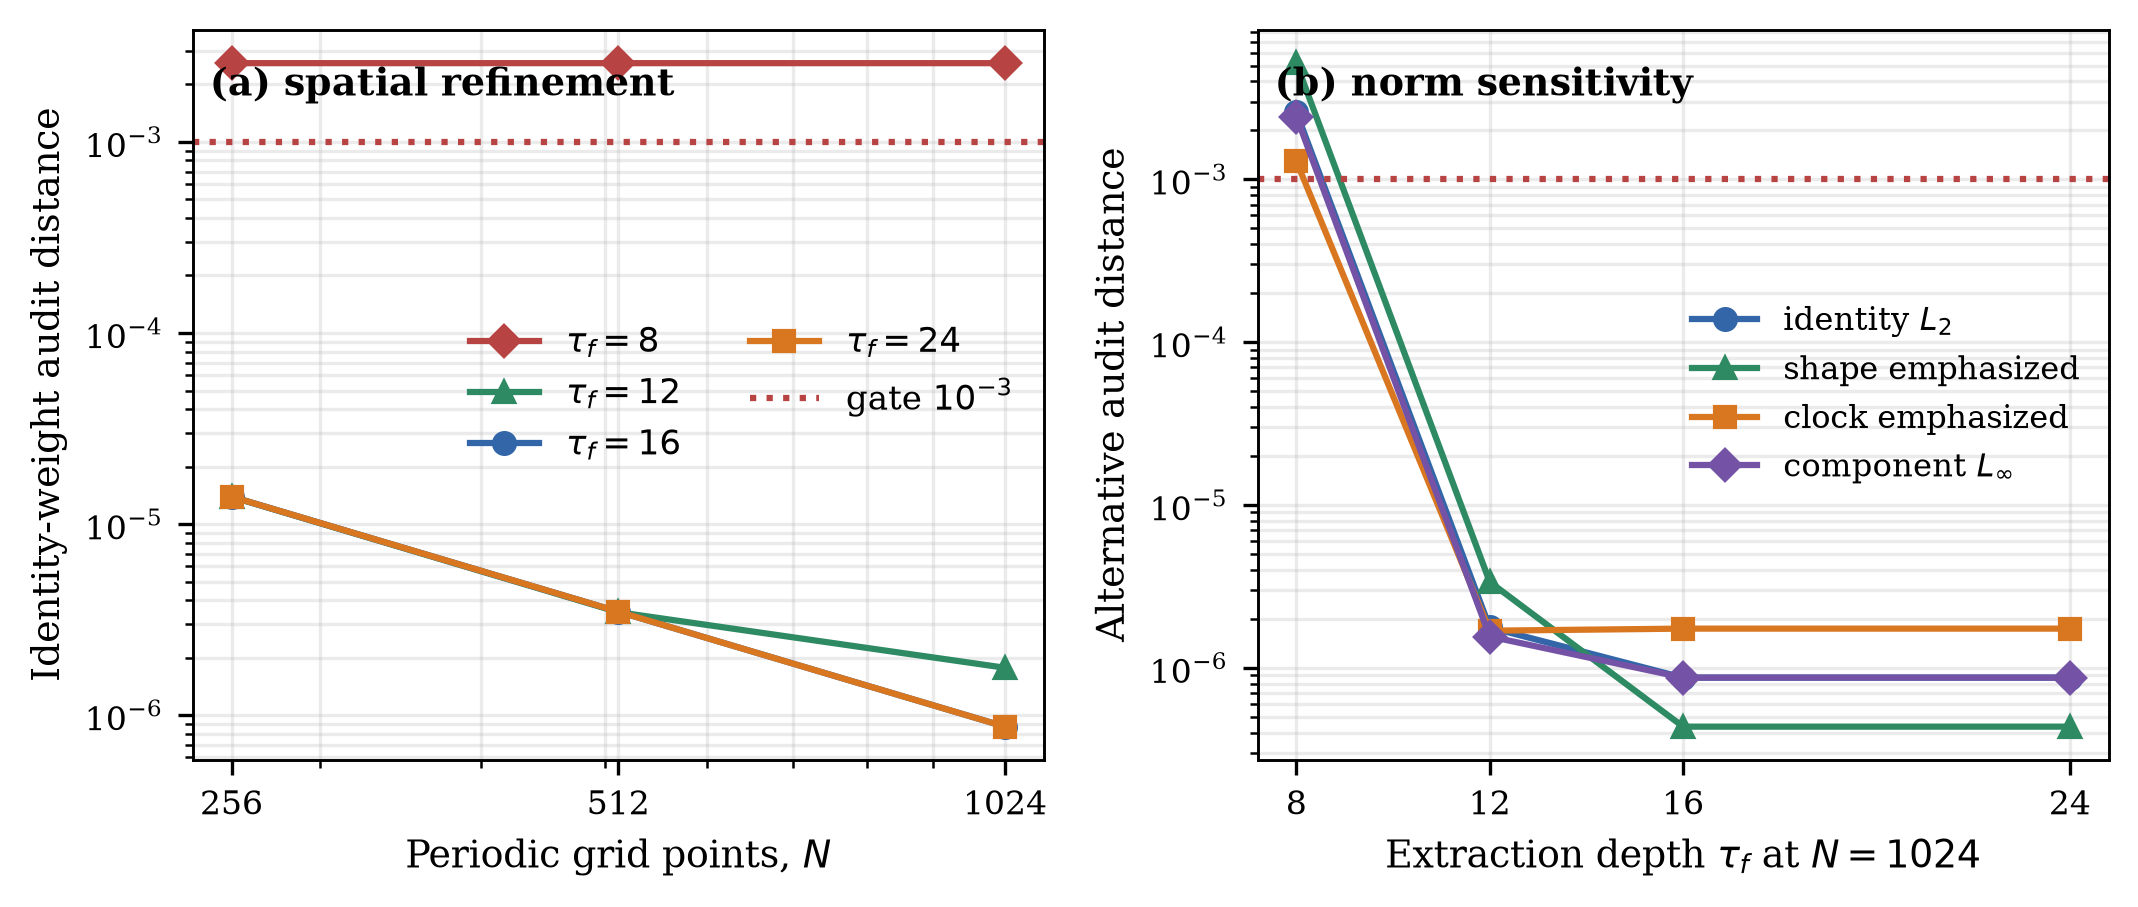 (a) spatial refinement
Identity-weight audit distance
10⁻³
10⁻⁴
10⁻⁵
10⁻⁶
τ_f = 8
τ_f = 12
τ_f = 16
τ_f = 24
gate 10⁻³
256
512
1024
Periodic grid points, N
(b) norm sensitivity
Alternative audit distance
10⁻³
10⁻⁴
10⁻⁵
10⁻⁶
identity L₂
shape emphasized
clock emphasized
component L_∞
8
12
16
24
Extraction depth τ_f at N = 1024